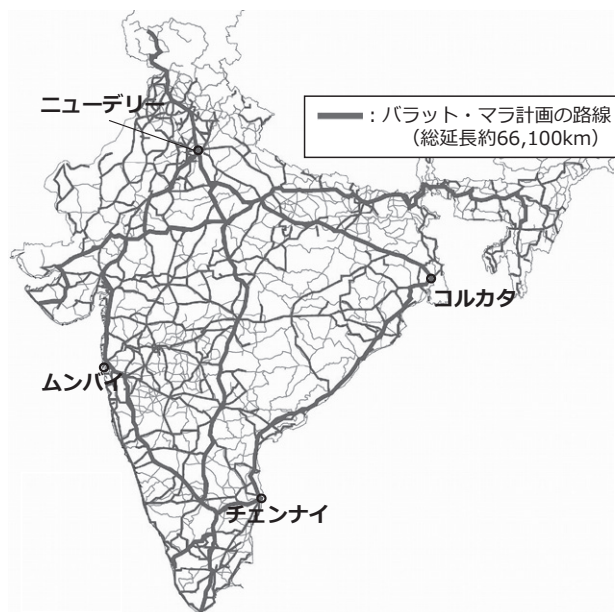 ニューデリー
：バラット・マラ計画の路線
（総延長約66,100km）
コルカタ
ムンバイ
チェンナイ